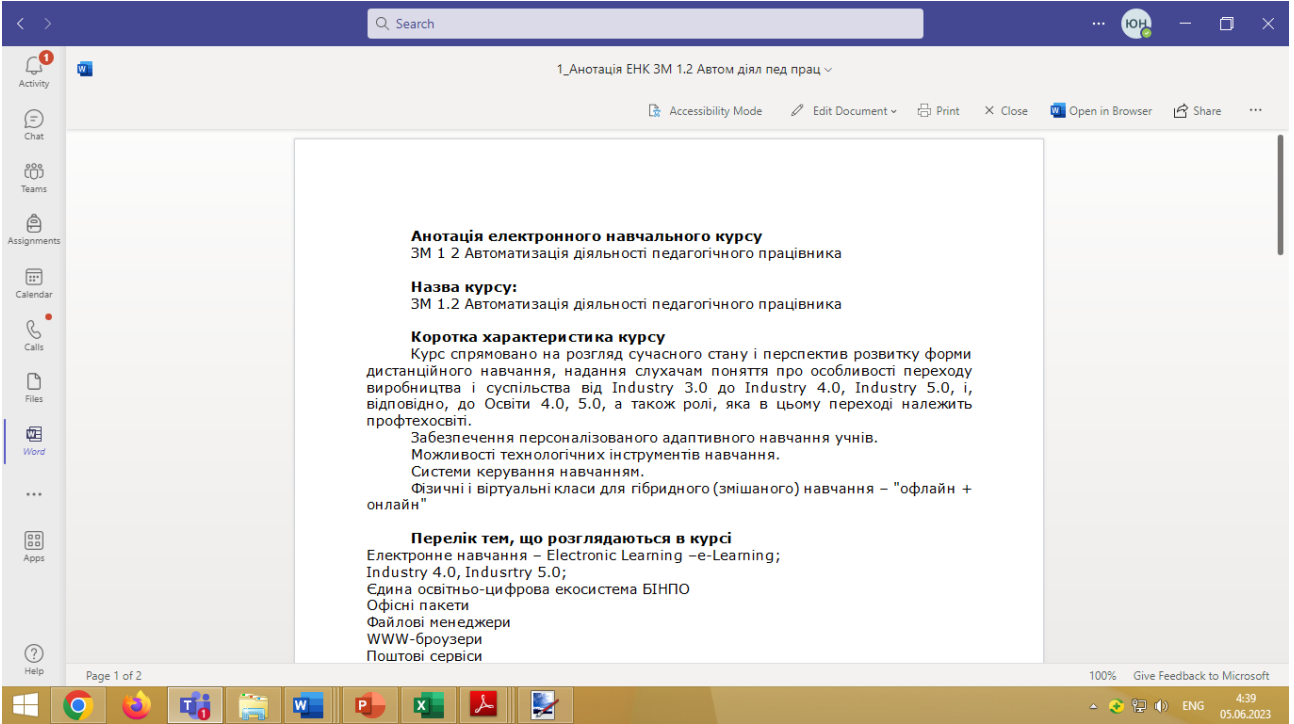 Search
ЮН
1
Activity
Chat
Teams
Assignments
Calendar
Calls
Files
Word
Apps
Help
1_Анотація ЕНК ЗМ 1.2 Автом діял пед прац
Accessibility Mode
Edit Document
Print
Close
Open in Browser
Share
Анотація електронного навчального курсу
ЗМ 1 2 Автоматизація діяльності педагогічного працівника
Назва курсу:
ЗМ 1.2 Автоматизація діяльності педагогічного працівника
Коротка характеристика курсу
Курс спрямовано на розгляд сучасного стану і перспектив розвитку форми
дистанційного навчання, надання слухачам поняття про особливості переходу
виробництва і суспільства від Industry 3.0 до Industry 4.0, Industry 5.0, і,
відповідно, до Освіти 4.0, 5.0, а також ролі, яка в цьому переході належить
профтехосвіті.
Забезпечення персоналізованого адаптивного навчання учнів.
Можливості технологічних інструментів навчання.
Системи керування навчанням.
Фізичні і віртуальні класи для гібридного (змішаного) навчання – "офлайн +
онлайн"
Перелік тем, що розглядаються в курсі
Електронне навчання – Electronic Learning –e-Learning;
Industry 4.0, Indusrtry 5.0;
Єдина освітньо-цифрова екосистема БІНПО
Офісні пакети
Файлові менеджери
WWW-броузери
Поштові сервіси
Page 1 of 2
100%
Give Feedback to Microsoft
ENG
4:39
05.06.2023